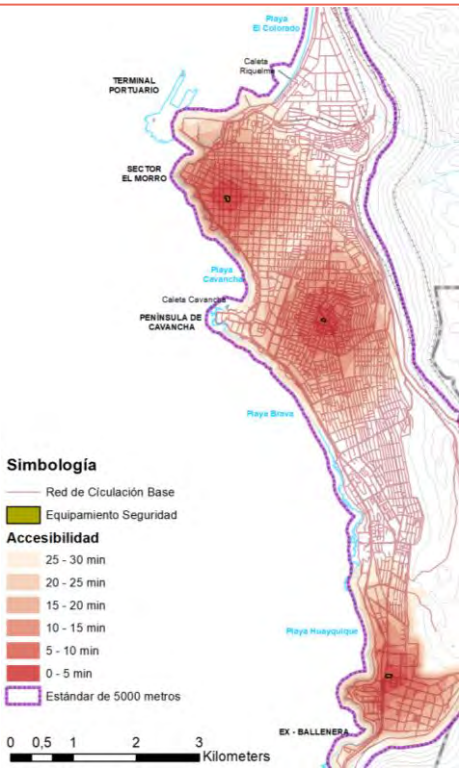 Playa
El Colorado
Caleta
Riquelme
TERMINAL
PORTUARIO
SECTOR
EL MORRO
Playa
Cavancha
Caleta Cavancha
PENÍNSULA DE
CAVANCHA
Playa Brava
Simbología
Red de Círculación Base
Equipamiento Seguridad
Accesibilidad
25 - 30 min
20 - 25 min
15 - 20 min
10 - 15 min
5 - 10 min
0 - 5 min
Estándar de 5000 metros
Playa Huayquique
EX - BALLENERA
0 0,5 1 2 3
Kilometers